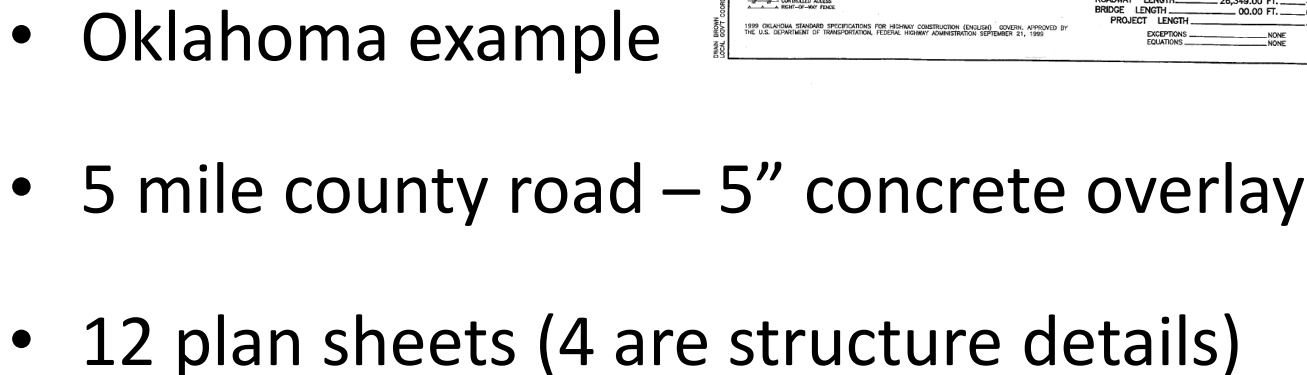 • Oklahoma example
CONTROLLED ACCESS
RIGHT-OF-WAY FENCE
1999 OKLAHOMA STANDARD SPECIFICATIONS FOR HIGHWAY CONSTRUCTION (ENGLISH) GOVERN, APPROVED BY
THE U.S. DEPARTMENT OF TRANSPORTATION, FEDERAL HIGHWAY ADMINISTRATION SEPTEMBER 21, 1999
BRIDGE LENGTH 00.00 FT.
PROJECT LENGTH
EXCEPTIONS NONE
EQUATIONS NONE
• 5 mile county road – 5” concrete overlay
• 12 plan sheets (4 are structure details)